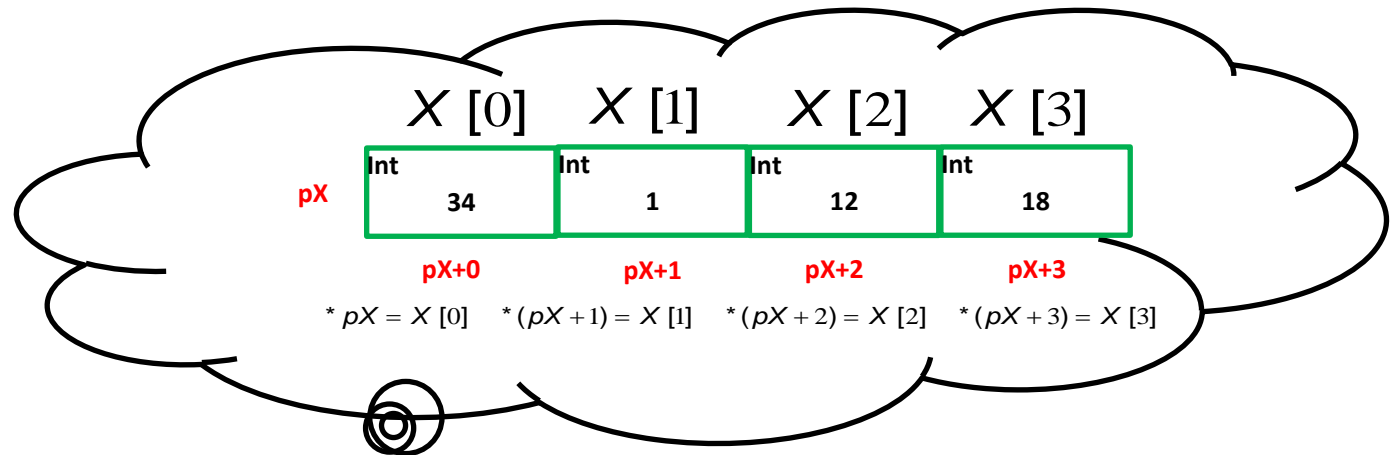 X [0] X [1] X [2] X [3]
Int Int Int Int
pX 34 1 12 18
pX+0 pX+1 pX+2 pX+3
* pX = X [0] * (pX + 1) = X [1] * (pX + 2) = X [2] * (pX + 3) = X [3]